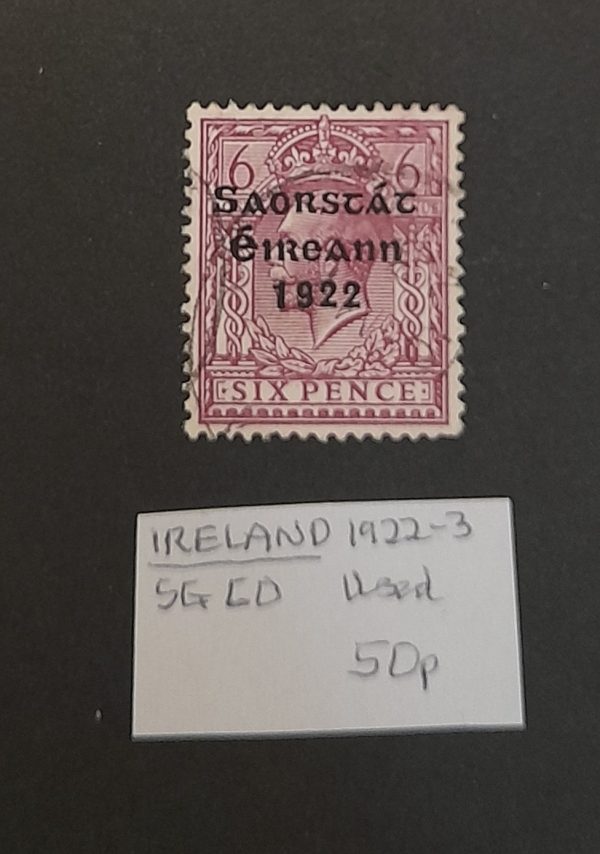 6 6
Saorstát
Éireann
1922
SIX PENCE
IRELAND 1922-3
SG 60 Used
50p